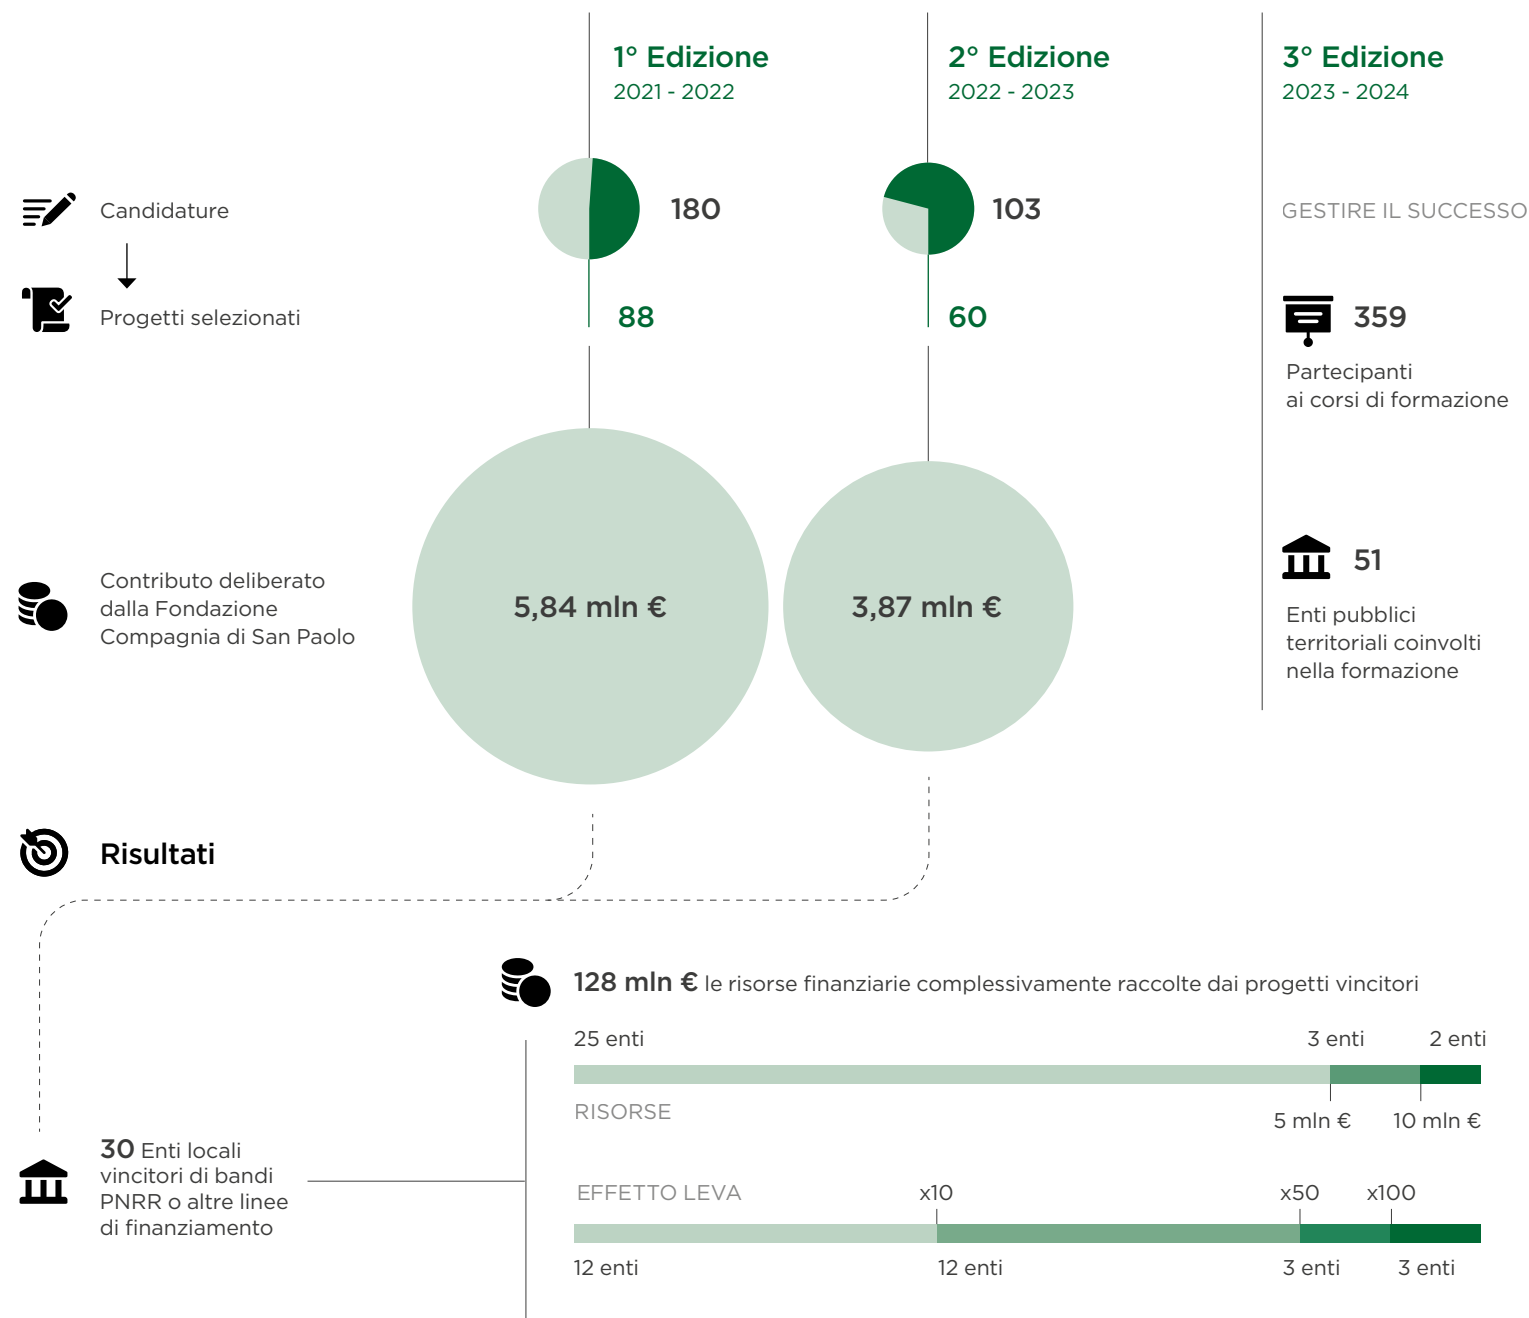 1° Edizione
2021 - 2022
2° Edizione
2022 - 2023
3° Edizione
2023 - 2024
Candidature
180
103
GESTIRE IL SUCCESSO
Progetti selezionati
88
60
359
Partecipanti
ai corsi di formazione
Contributo deliberato
dalla Fondazione
Compagnia di San Paolo
5,84 mln €
3,87 mln €
51
Enti pubblici
territoriali coinvolti
nella formazione
Risultati
128 mln € le risorse finanziarie complessivamente raccolte dai progetti vincitori
25 enti
3 enti
2 enti
RISORSE
5 mln €
10 mln €
30 Enti locali
vincitori di bandi
PNRR o altre linee
di finanziamento
EFFETTO LEVA
x10
x50
x100
12 enti
12 enti
3 enti
3 enti